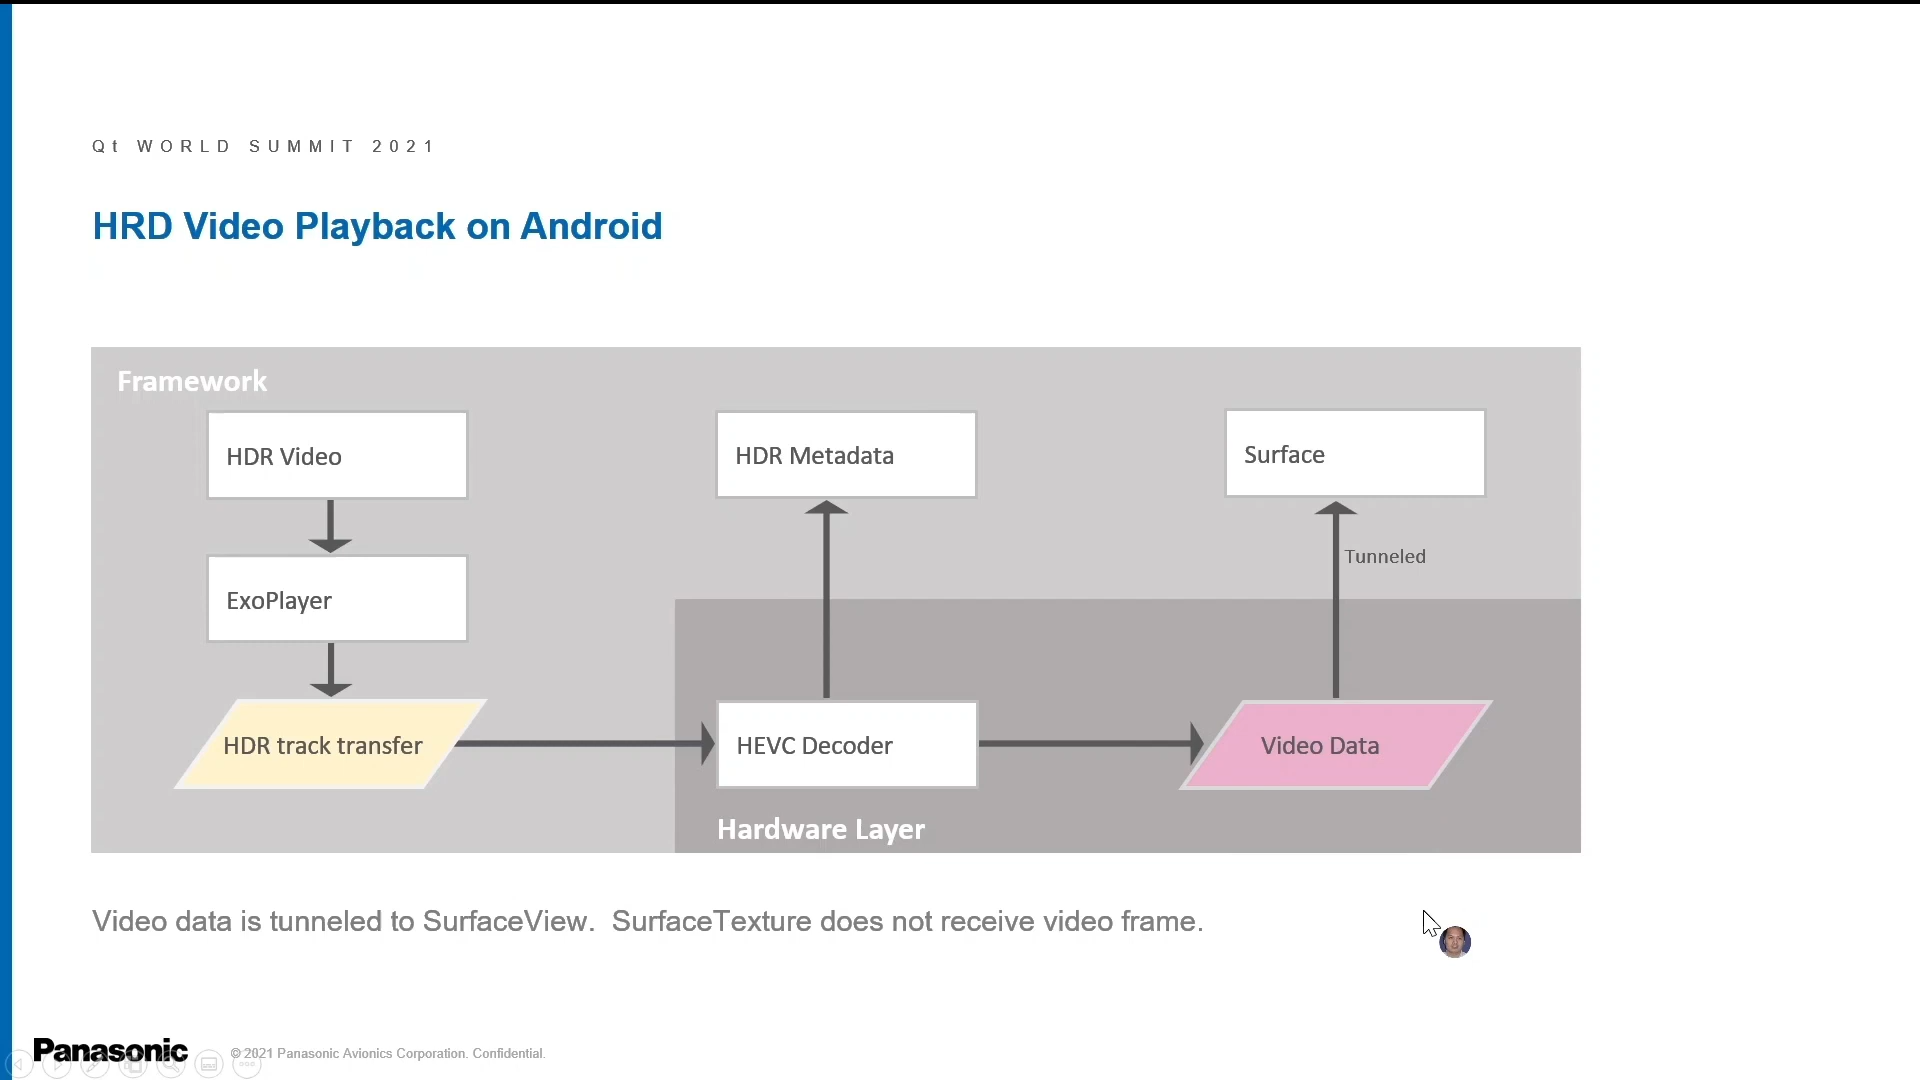 Qt WORLD SUMMIT 2021
HRD Video Playback on Android
Framework
HDR Video
HDR Metadata
Surface
Tunneled
ExoPlayer
HDR track transfer
HEVC Decoder
Video Data
Hardware Layer
Video data is tunneled to SurfaceView. SurfaceTexture does not receive video frame.
Panasonic
© 2021 Panasonic Avionics Corporation. Confidential.